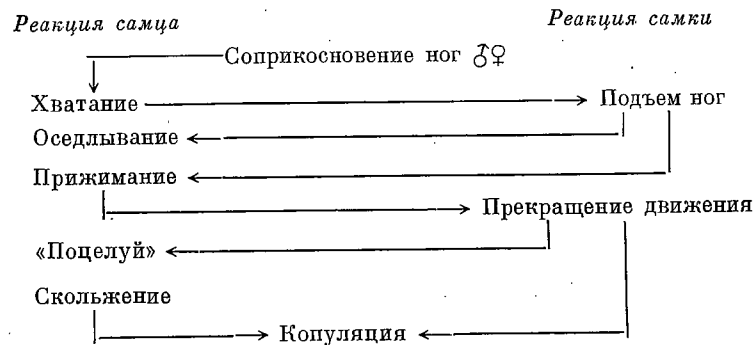 Реакция самца Реакция самки
Соприкосновение ног ♂♀
Хватание Подъем ног
Оседлывание
Прижимание
Прекращение движения
«Поцелуй»
Скольжение
Копуляция